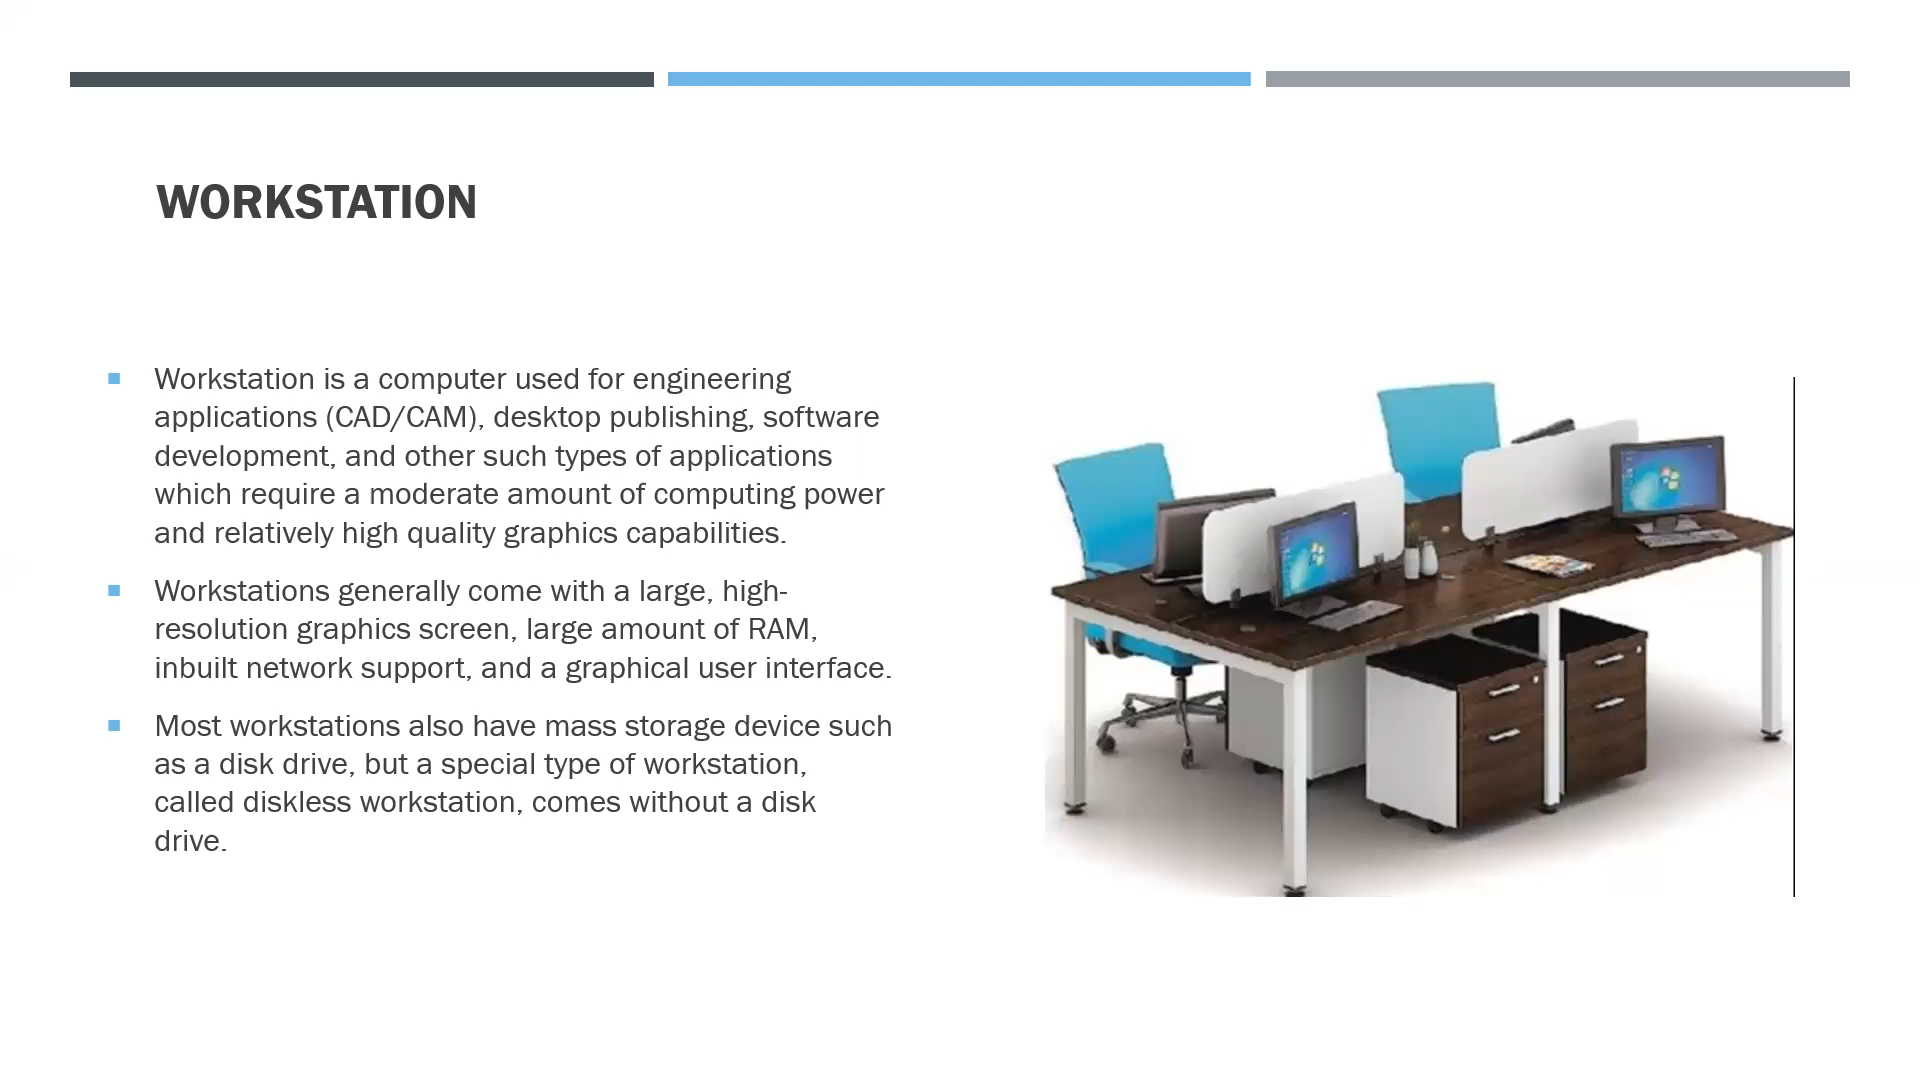 WORKSTATION
Workstation is a computer used for engineering
applications (CAD/CAM), desktop publishing, software
development, and other such types of applications
which require a moderate amount of computing power
and relatively high quality graphics capabilities.
Workstations generally come with a large, high-
resolution graphics screen, large amount of RAM,
inbuilt network support, and a graphical user interface.
Most workstations also have mass storage device such
as a disk drive, but a special type of workstation,
called diskless workstation, comes without a disk
drive.